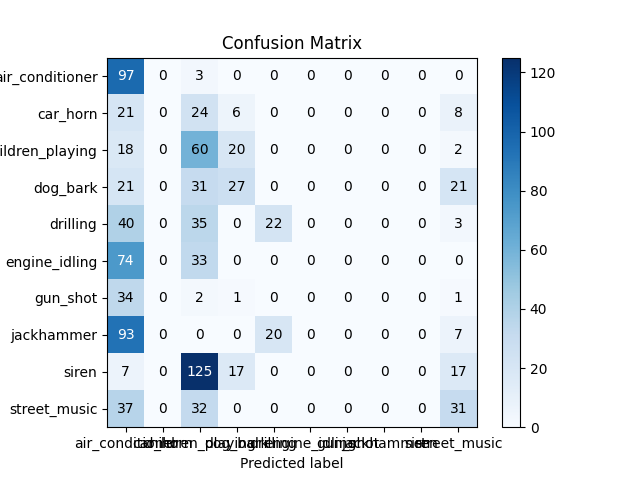 Confusion Matrix
air_conditioner 97 0 3 0 0 0 0 0 0 0
car_horn 21 0 24 6 0 0 0 0 0 8
ildren_playing 18 0 60 20 0 0 0 0 0 2
dog_bark 21 0 31 27 0 0 0 0 0 21
drilling 40 0 35 0 22 0 0 0 0 3
engine_idling 74 0 33 0 0 0 0 0 0 0
gun_shot 34 0 2 1 0 0 0 0 0 1
jackhammer 93 0 0 0 20 0 0 0 0 7
siren 7 0 125 17 0 0 0 0 0 17
street_music 37 0 32 0 0 0 0 0 0 31
street_music
Predicted label
120
100
80
60
40
20
0